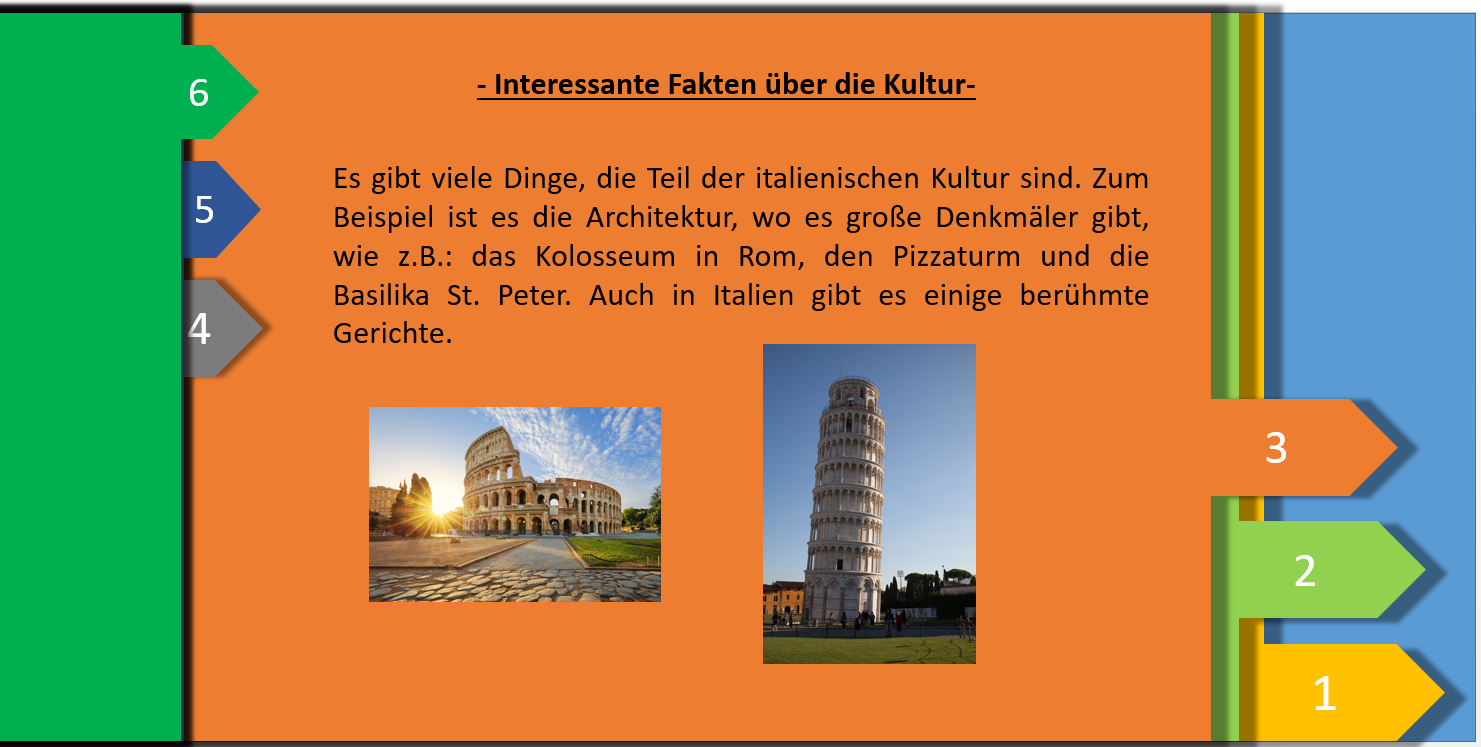 - Interessante Fakten über die Kultur-
Es gibt viele Dinge, die Teil der italienischen Kultur sind. Zum
Beispiel ist es die Architektur, wo es große Denkmäler gibt,
wie z.B.: das Kolosseum in Rom, den Pizzaturm und die
Basilika St. Peter. Auch in Italien gibt es einige berühmte
Gerichte.
6
5
4
3
2
1